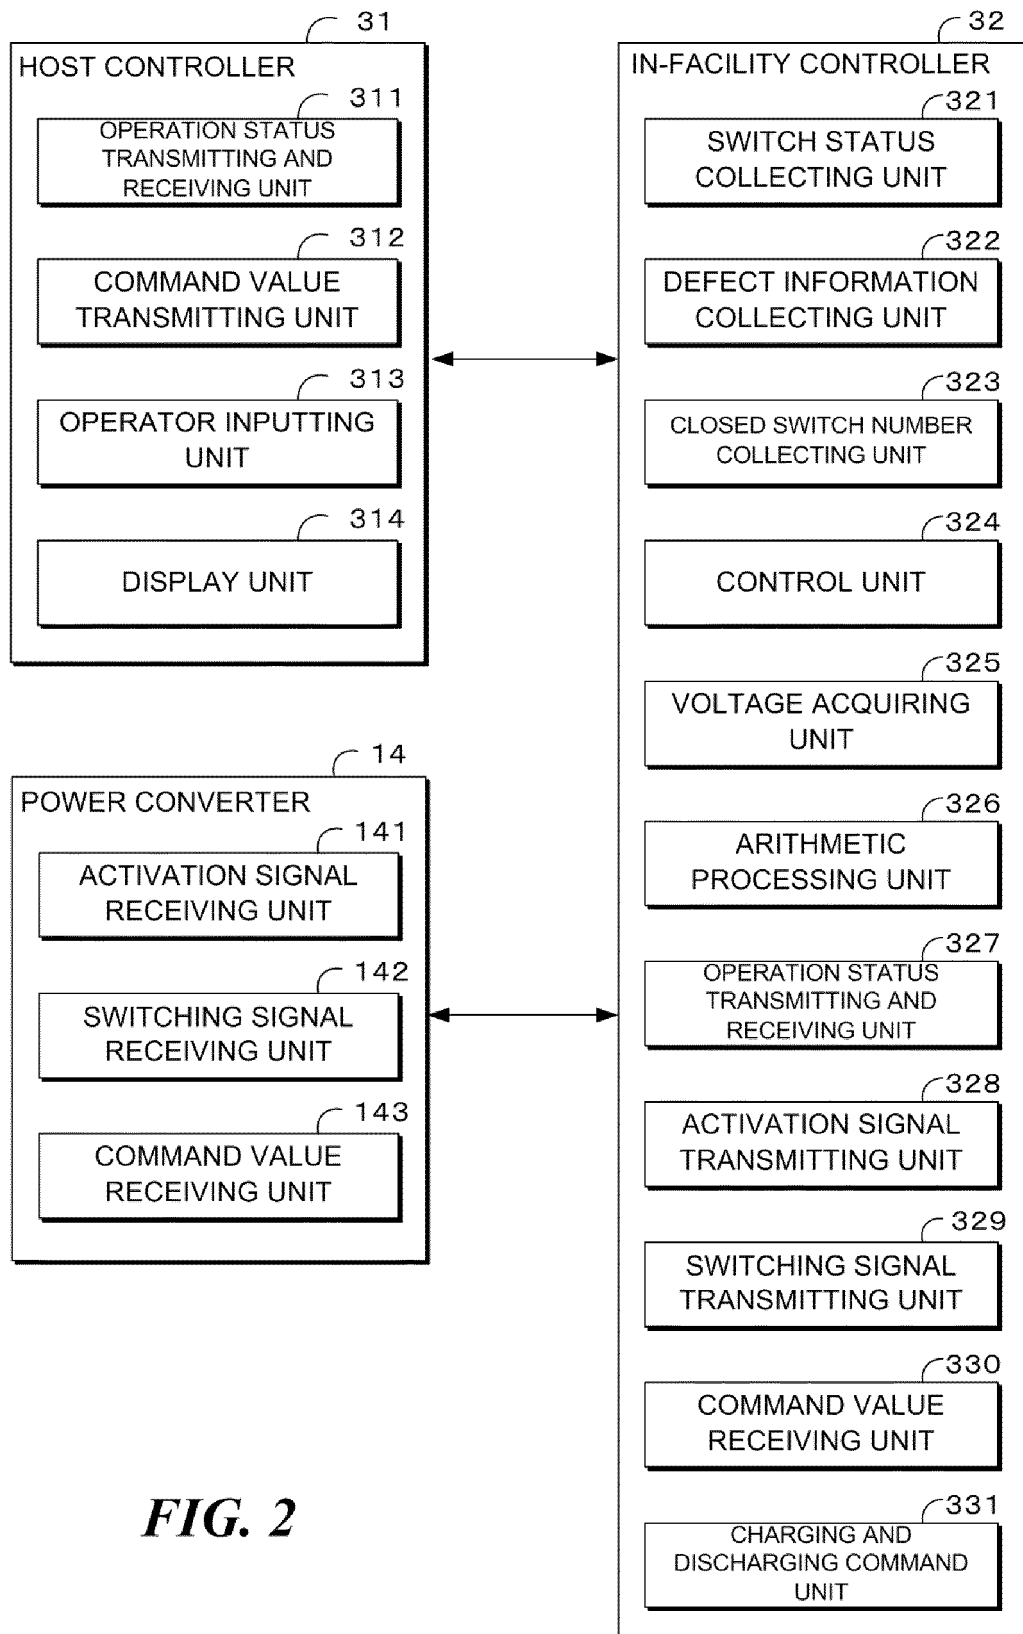 31
HOST CONTROLLER
311
OPERATION STATUS
TRANSMITTING AND
RECEIVING UNIT
312
COMMAND VALUE
TRANSMITTING UNIT
313
OPERATOR INPUTTING
UNIT
314
DISPLAY UNIT
14
POWER CONVERTER
141
ACTIVATION SIGNAL
RECEIVING UNIT
142
SWITCHING SIGNAL
RECEIVING UNIT
143
COMMAND VALUE
RECEIVING UNIT
32
IN-FACILITY CONTROLLER
321
SWITCH STATUS
COLLECTING UNIT
322
DEFECT INFORMATION
COLLECTING UNIT
323
CLOSED SWITCH NUMBER
COLLECTING UNIT
324
CONTROL UNIT
325
VOLTAGE ACQUIRING
UNIT
326
ARITHMETIC
PROCESSING UNIT
327
OPERATION STATUS
TRANSMITTING AND
RECEIVING UNIT
328
ACTIVATION SIGNAL
TRANSMITTING UNIT
329
SWITCHING SIGNAL
TRANSMITTING UNIT
330
COMMAND VALUE
RECEIVING UNIT
331
CHARGING AND
DISCHARGING COMMAND
UNIT
FIG. 2